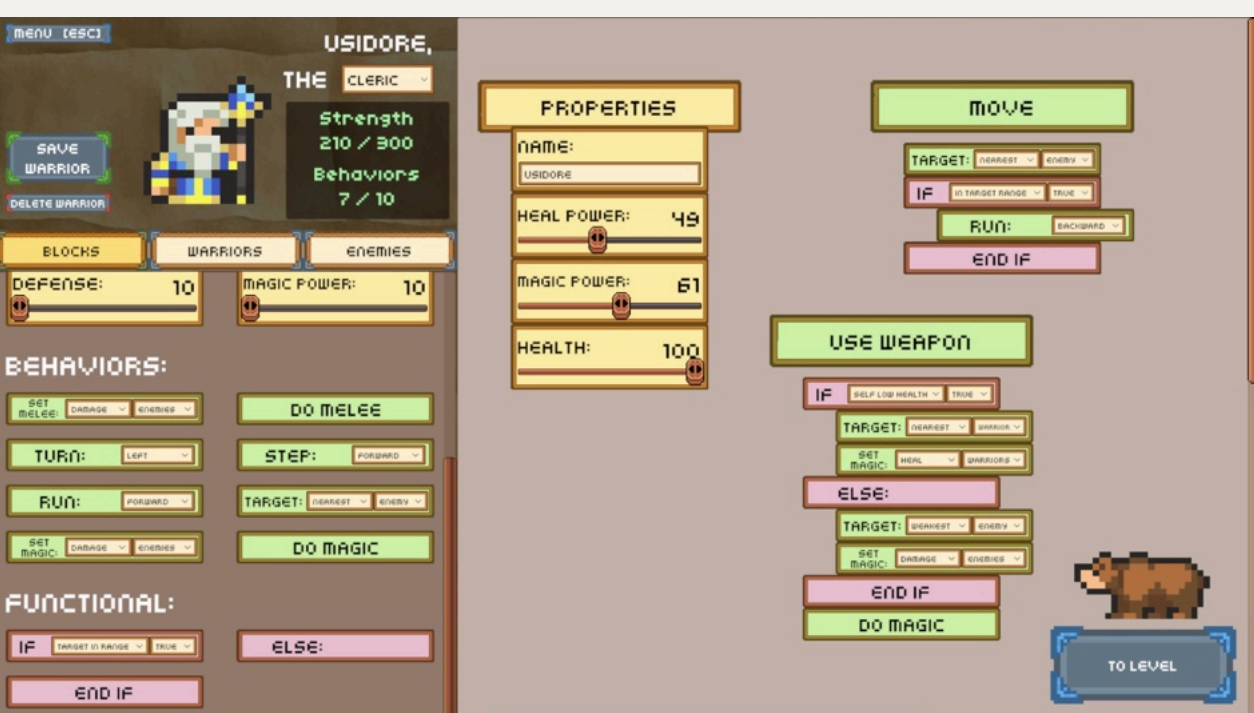 MENU [ESC]
USIDORE,
THE CLERIC
Strength
210 / 300
Behaviors
7 / 10
SAVE
WARRIOR
DELETE WARRIOR
BLOCKS
WARRIORS
ENEMIES
DEFENSE: 10
MAGIC POWER: 10
BEHAVIORS:
SET MELEE: DAMAGE ENEMIES
DO MELEE
TURN: LEFT
STEP: FORWARD
RUN: FORWARD
TARGET: NEAREST ENEMY
SET MAGIC: DAMAGE ENEMIES
DO MAGIC
FUNCTIONAL:
IF TARGET IN RANGE TRUE
ELSE:
END IF
PROPERTIES
NAME:
USIDORE
HEAL POWER: 49
MAGIC POWER: 61
HEALTH: 100
MOVE
TARGET: NEAREST ENEMY
IF IN TARGET RANGE TRUE
RUN: BACKWARD
END IF
USE WEAPON
IF SELF LOW HEALTH TRUE
TARGET: NEAREST WARRIOR
SET MAGIC: HEAL WARRIORS
ELSE:
TARGET: WEAKEST ENEMY
SET MAGIC: DAMAGE ENEMIES
END IF
DO MAGIC
TO LEVEL